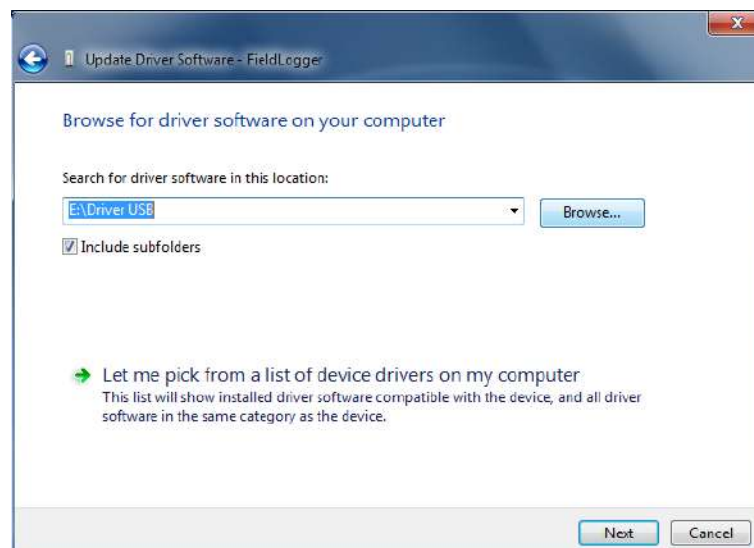 Update Driver Software - FieldLogger
Browse for driver software on your computer
Search for driver software in this location:
E:\Driver USB
Browse...
Include subfolders
Let me pick from a list of device drivers on my computer
This list will show installed driver software compatible with the device, and all driver
software in the same category as the device.
Next
Cancel